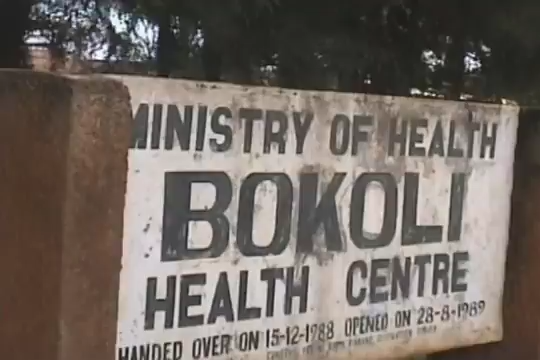 MINISTRY OF HEALTH
BOKOLI
HEALTH CENTRE
HANDED OVER ON 15-12-1988 OPENED ON 28-8-1989